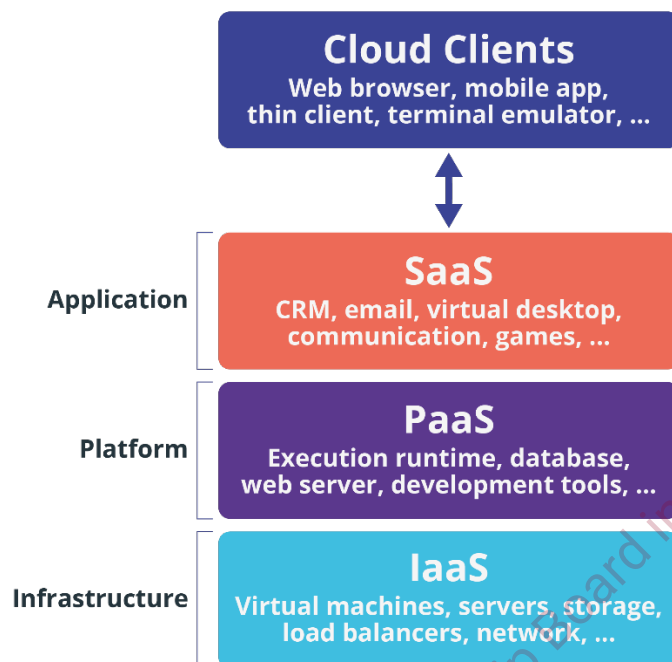 Cloud Clients
Web browser, mobile app,
thin client, terminal emulator, ...
Application
SaaS
CRM, email, virtual desktop,
communication, games, ...
Platform
PaaS
Execution runtime, database,
web server, development tools, ...
Infrastructure
IaaS
Virtual machines, servers, storage,
load balancers, network, ...
Board